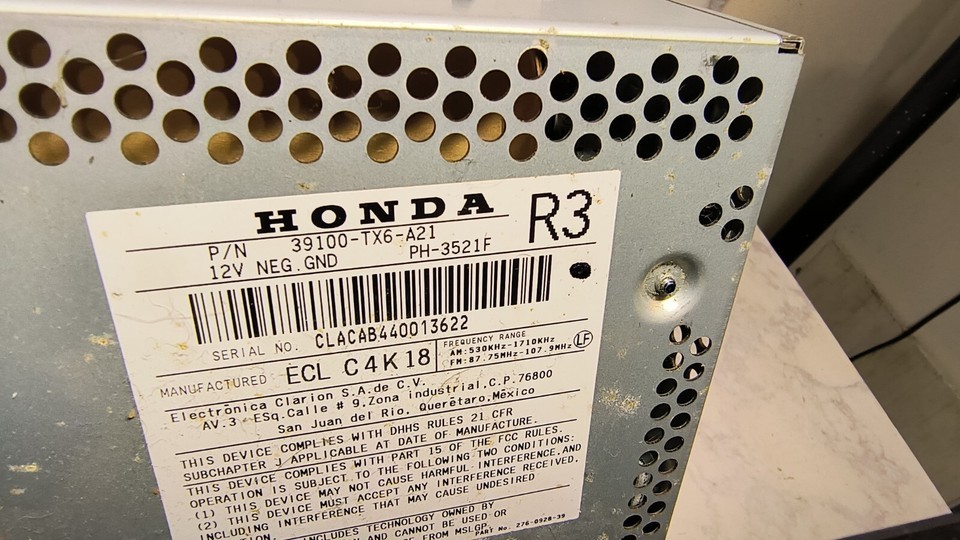 HONDA R3
P/N 39100-TX6-A21
12V NEG.GND PH-3521F
SERIAL NO. CLACAB440013622
MANUFACTURED ECL C4K18
FREQUENCY RANGE
AM:530KHz-1710KHz
FM:87.75MHz-107.9MHz LF
Electrónica Clarion S.A.de C.V.
AV.3 ESQ.Calle # 9,Zona industrial,C.P.76800
San Juan del Rio, Querétaro,México
THIS DEVICE COMPLIES WITH DHHS RULES 21 CFR
SUBCHAPTER J APPLICABLE AT DATE OF MANUFACTURE.
THIS DEVICE COMPLIES WITH PART 15 OF THE FCC RULES.
OPERATION IS SUBJECT TO THE FOLLOWING TWO CONDITIONS:
(1) THIS DEVICE MAY NOT CAUSE HARMFUL INTERFERENCE,AND
(2) THIS DEVICE MUST ACCEPT ANY INTERFERENCE RECEIVED,
INCLUDING INTERFERENCE THAT MAY CAUSE UNDESIRED
INCLUDES TECHNOLOGY OWNED BY
AND CANNOT BE USED OR
FROM MSLGP.
PART No. 276-0928-39